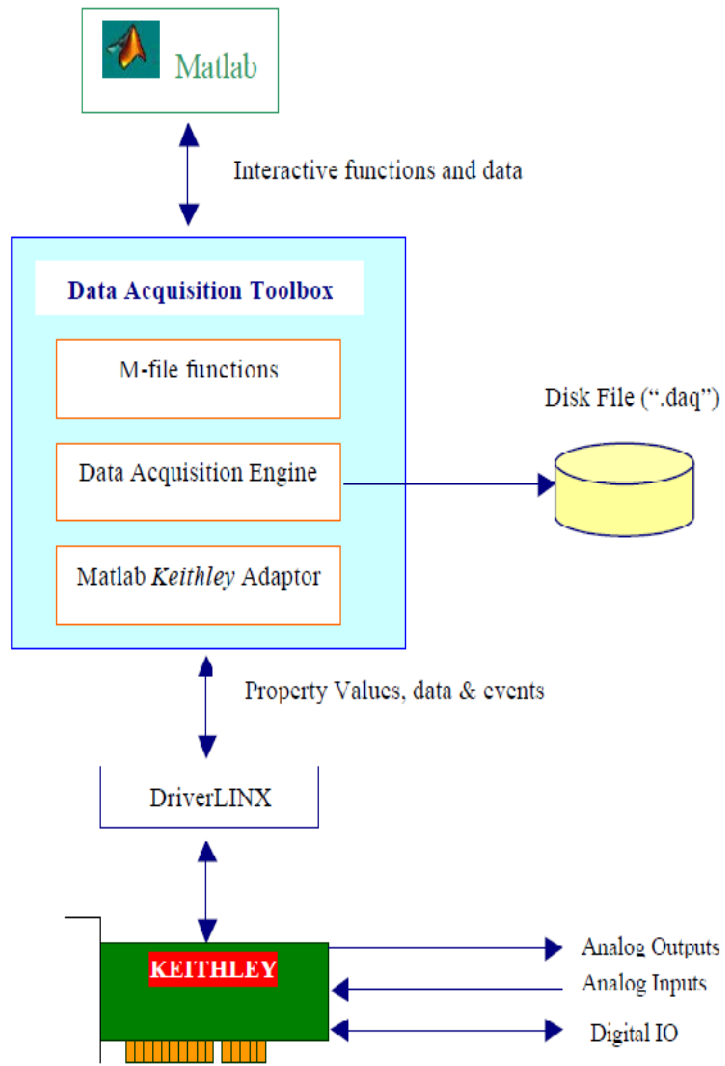 Matlab
Interactive functions and data
Data Acquisition Toolbox
M-file functions
Disk File (“.daq”)
Data Acquisition Engine
Matlab Keithley Adaptor
Property Values, data & events
DriverLINX
KEITHLEY
Analog Outputs
Analog Inputs
Digital IO